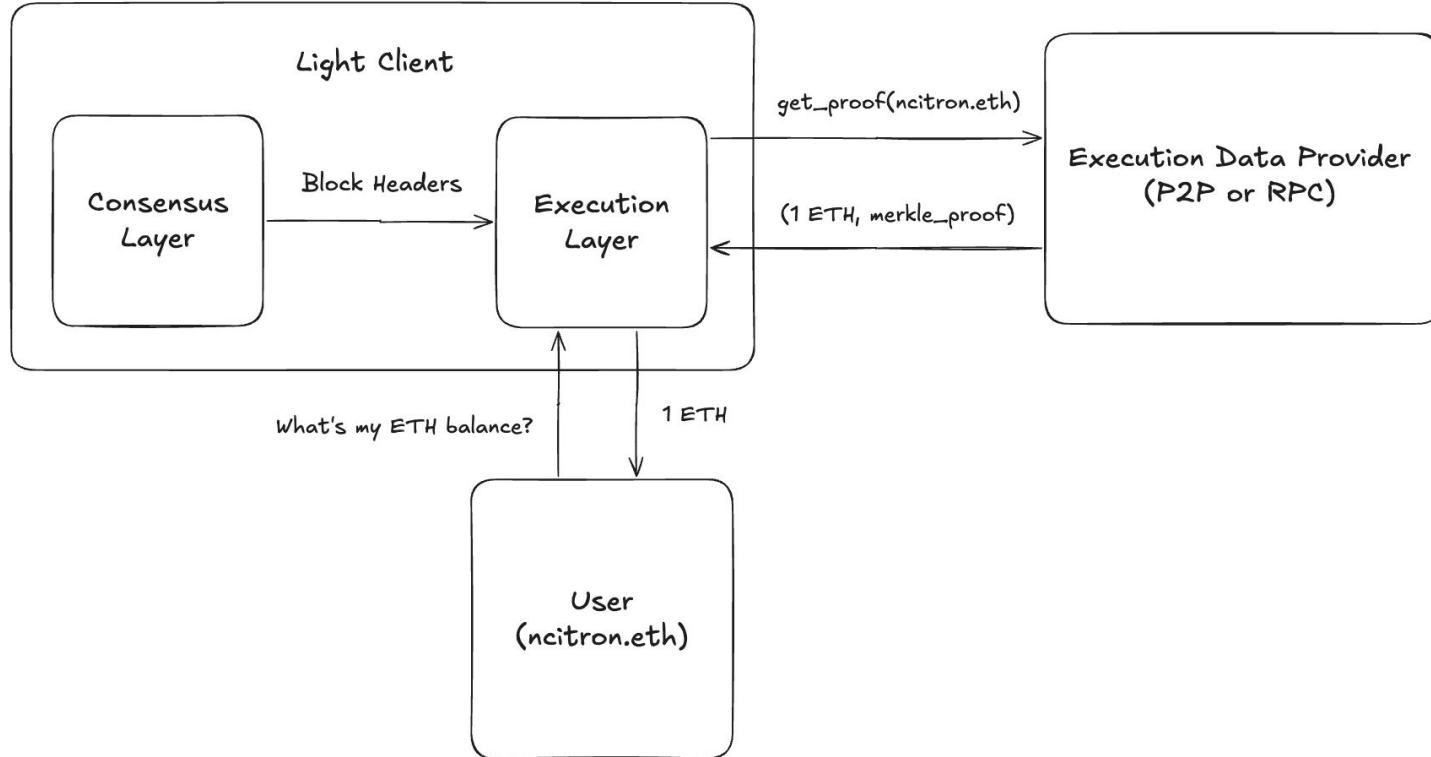 Light Client
Consensus
Layer
Block Headers
Execution
Layer
get_proof(ncitron.eth)
(1 ETH, merkle_proof)
Execution Data Provider
(P2P or RPC)
What's my ETH balance?
1 ETH
User
(ncitron.eth)